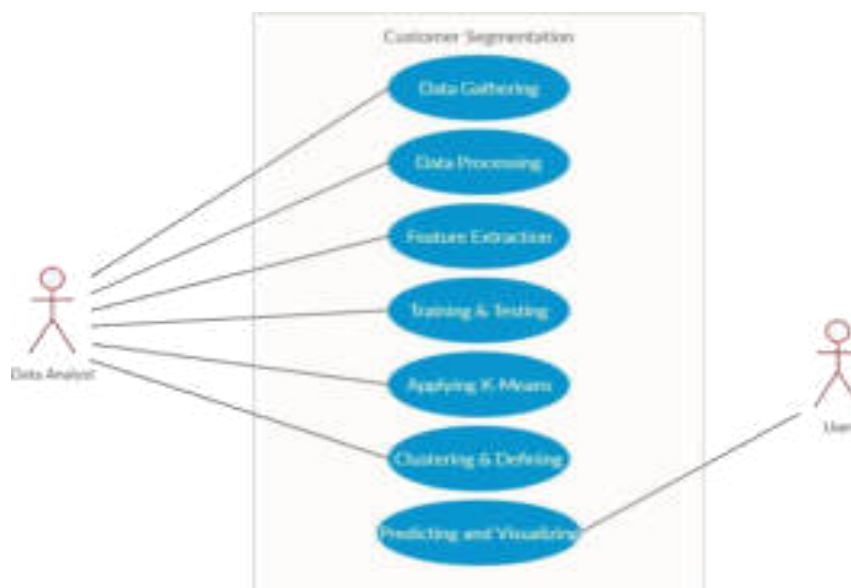 Customer Segmentation
Data Gathering
Data Processing
Feature Extraction
Training & Testing
Data Analyst
Applying K-Means
User
Clustering & Defining
Predicting and Visualizing